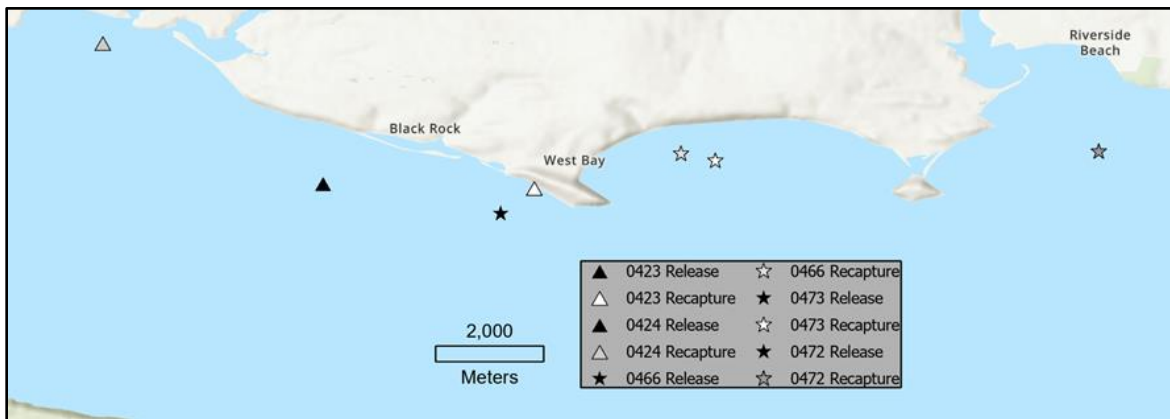 Riverside
Beach
Black Rock
West Bay
0423 Release
0466 Recapture
0423 Recapture
0473 Release
0424 Release
0473 Recapture
0424 Recapture
0472 Release
0466 Release
0472 Recapture
2,000
Meters